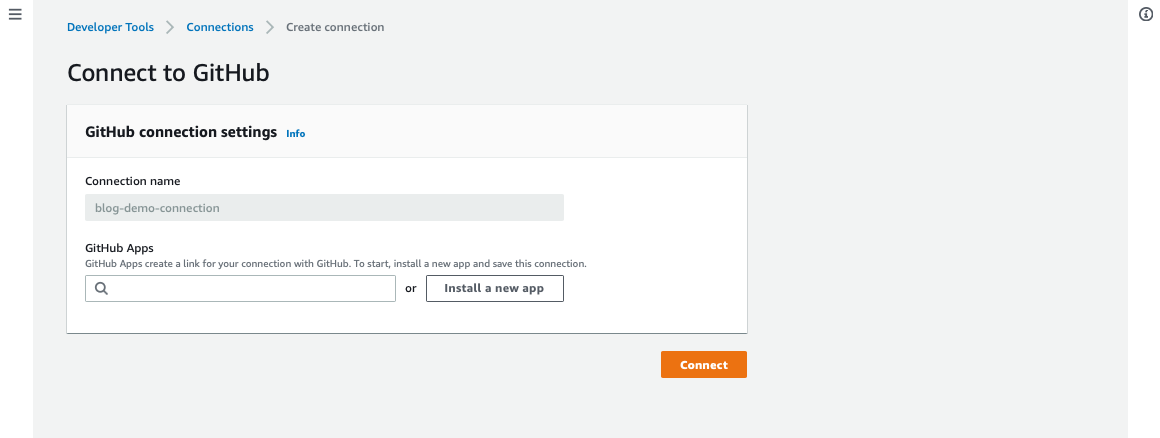 Developer Tools > Connections > Create connection
Connect to GitHub
GitHub connection settings Info
Connection name
blog-demo-connection
GitHub Apps
GitHub Apps create a link for your connection with GitHub. To start, install a new app and save this connection.
or Install a new app
Connect